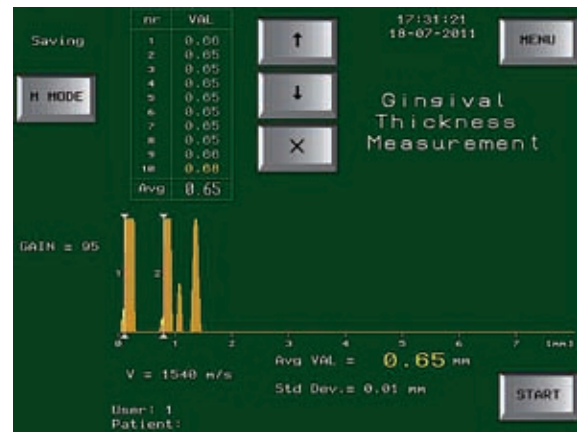 Saving
M MODE
nr VAL
1 0.66
2 0.65
3 0.65
4 0.65
5 0.65
6 0.65
7 0.65
8 0.65
9 0.66
10 0.68
Avg 0.65
↑
↓
×
17:31:21
18-07-2011
MENU
Gingival
Thickness
Measurement
GAIN = 95
1 2
0 1 2 3 4 5 6 7 [mm]
Avg VAL = 0.65 mm
V = 1540 m/s
Std Dev.= 0.01 mm
START
User: 1
Patient: